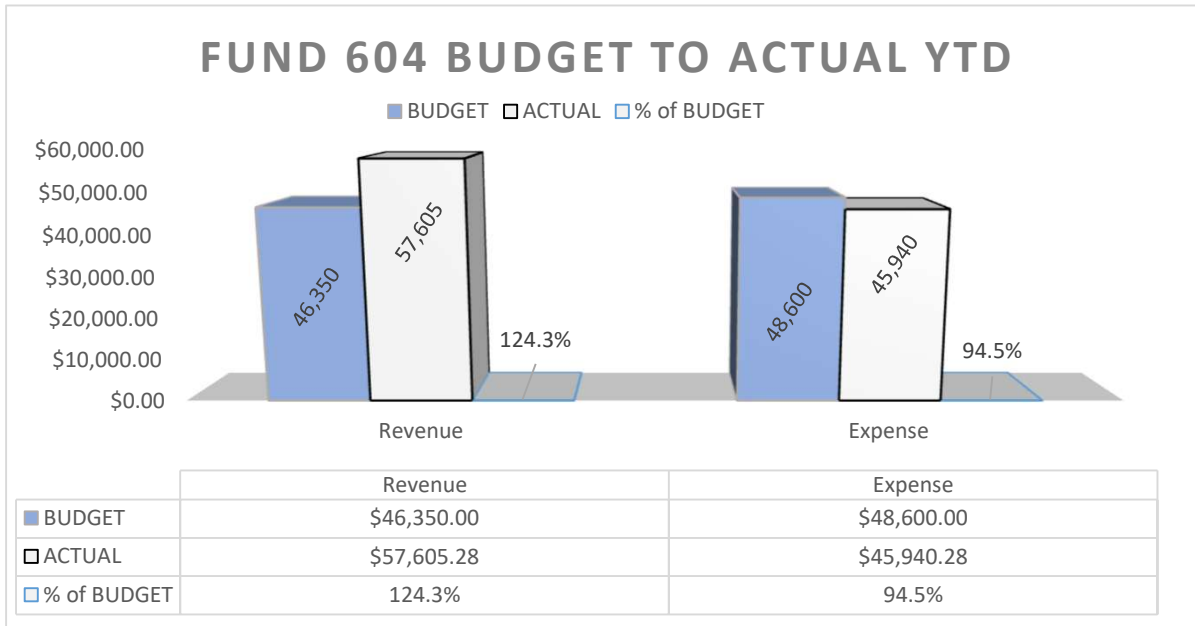 FUND 604 BUDGET TO ACTUAL YTD
BUDGET ACTUAL % of BUDGET
$60,000.00
$50,000.00
$40,000.00
$30,000.00
$20,000.00
$10,000.00
$0.00
46,350
57,605
124.3%
48,600
45,940
94.5%
Revenue Expense
Revenue Expense
BUDGET $46,350.00 $48,600.00
ACTUAL $57,605.28 $45,940.28
% of BUDGET 124.3% 94.5%